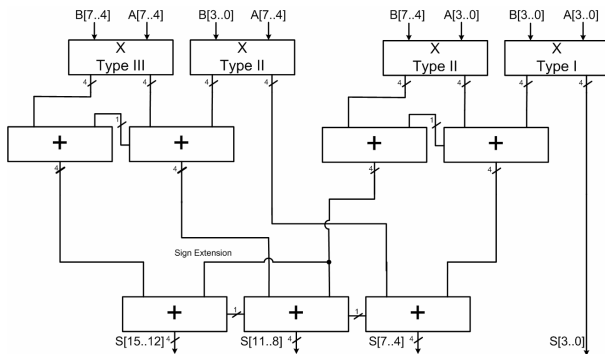 B[7..4] A[7..4] B[3..0] A[7..4] B[7..4] A[3..0] B[3..0] A[3..0]
X X X X
Type III Type II Type II Type I
4 4 4 4 4 4 4 4
+ 1 + + 1 +
4 4 4 4
Sign Extension
+ 1 + 1 +
S[15..12] 4 S[11..8] 4 S[7..4] 4 S[3..0]